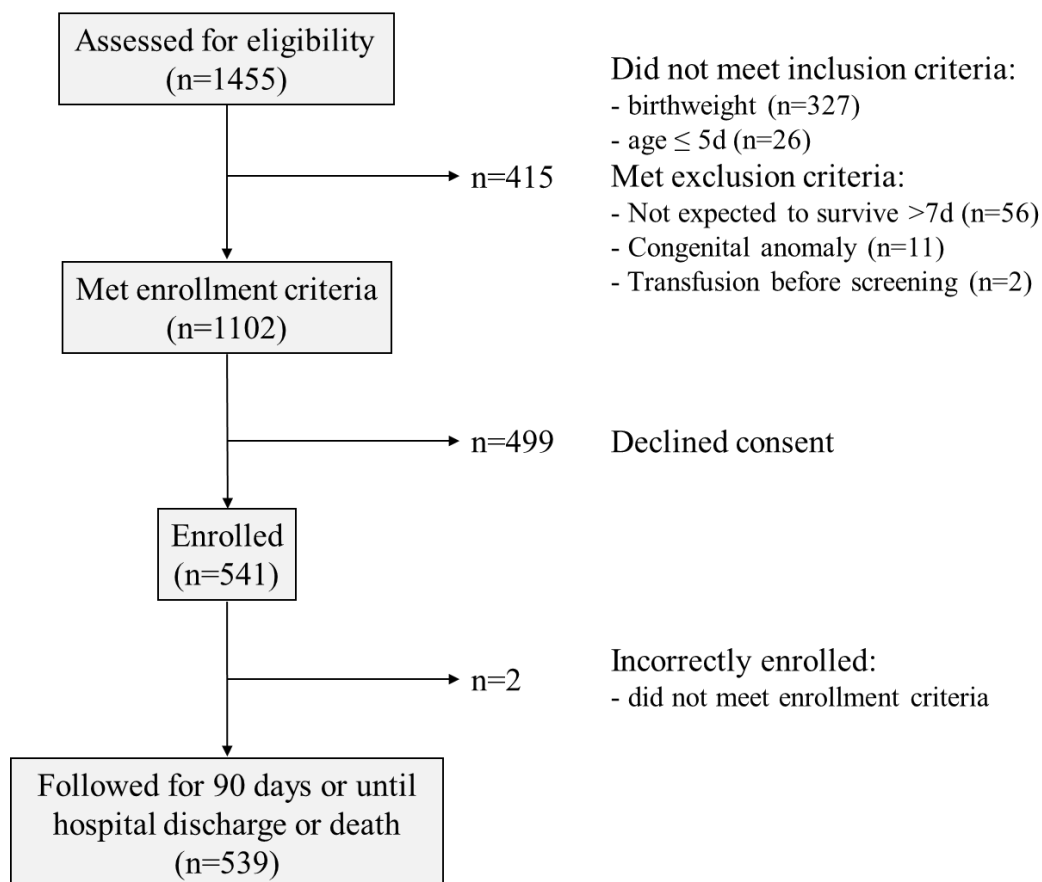 Assessed for eligibility
(n=1455)
Did not meet inclusion criteria:
- birthweight (n=327)
- age ≤ 5d (n=26)
n=415
Met exclusion criteria:
- Not expected to survive >7d (n=56)
- Congenital anomaly (n=11)
- Transfusion before screening (n=2)
Met enrollment criteria
(n=1102)
n=499
Declined consent
Enrolled
(n=541)
n=2
Incorrectly enrolled:
- did not meet enrollment criteria
Followed for 90 days or until
hospital discharge or death
(n=539)